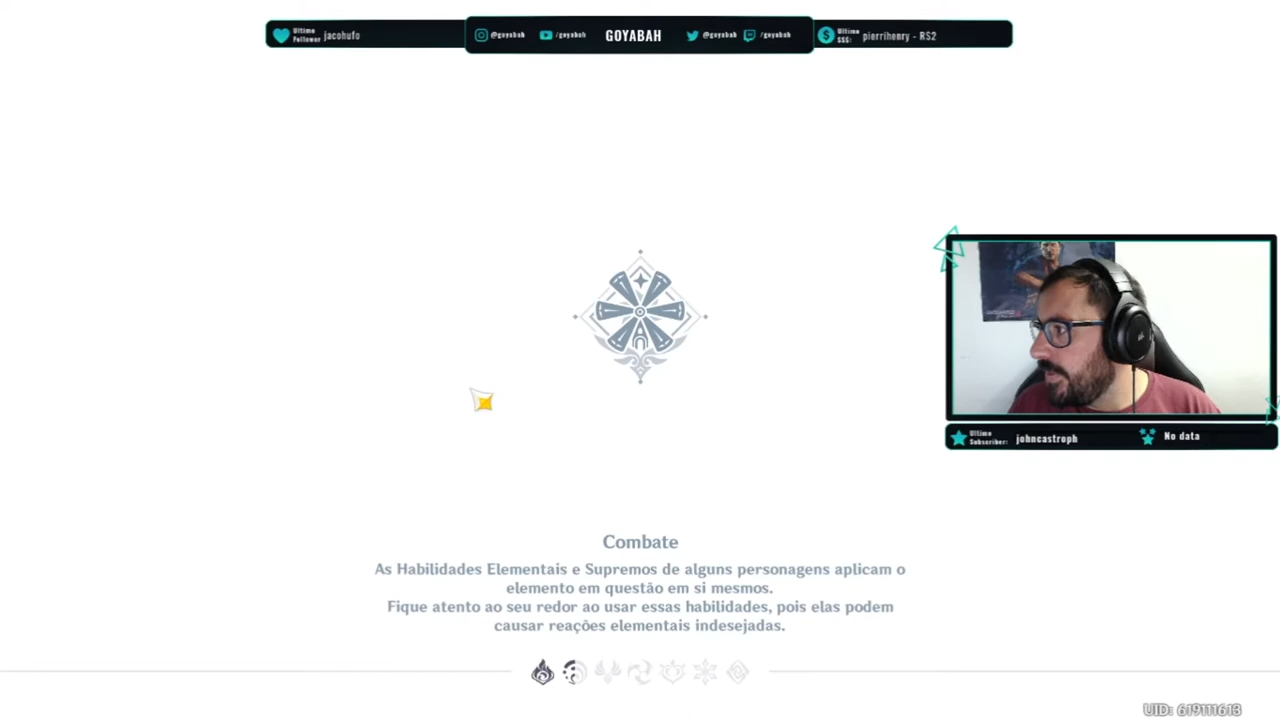 Ultimo Follower jacohufo
@goyabah /goyabah GOYABAH @goyabah /goyabah
Ultimo SSS: pierrihenry - RS2
Ultimo Subscriber: johncastroph No data
Combate
As Habilidades Elementais e Supremos de alguns personagens aplicam o
elemento em questão em si mesmos.
Fique atento ao seu redor ao usar essas habilidades, pois elas podem
causar reações elementais indesejadas.
UID: 619111613